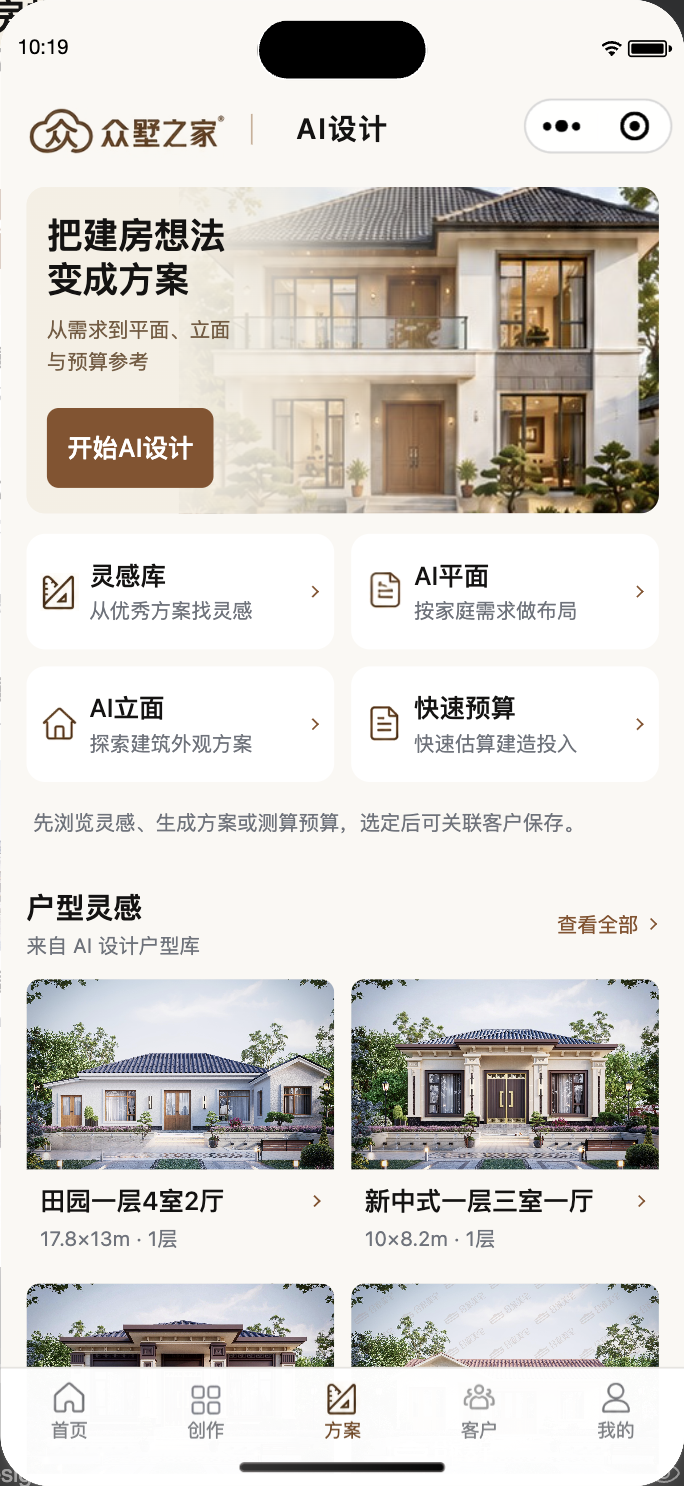 10:19
众墅之家®
AI设计
把建房想法
变成方案
从需求到平面、立面
与预算参考
开始AI设计
灵感库
从优秀方案找灵感
AI平面
按家庭需求做布局
AI立面
探索建筑外观方案
快速预算
快速估算建造投入
先浏览灵感、生成方案或测算预算，选定后可关联客户保存。
户型灵感
查看全部
来自 AI 设计户型库
田园一层4室2厅
17.8×13m · 1层
新中式一层三室一厅
10×8.2m · 1层
首页
创作
方案
客户
我的